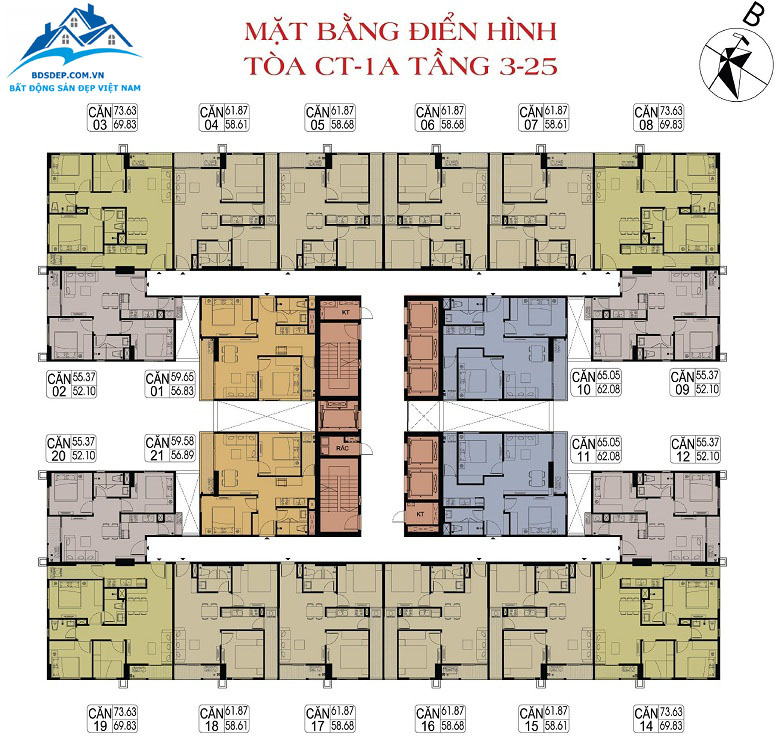 MẶT BẰNG ĐIỂN HÌNH
TÒA CT-1A TẦNG 3-25
B
BDSDEP.COM.VN
BẤT ĐỘNG SẢN ĐẸP VIỆT NAM
CĂN 03 73.63 69.83
CĂN 04 61.87 58.61
CĂN 05 61.87 58.68
CĂN 06 61.87 58.68
CĂN 07 61.87 58.61
CĂN 08 73.63 69.83
KT
CĂN 02 55.37 52.10
CĂN 01 59.65 56.83
CĂN 10 65.05 62.08
CĂN 09 55.37 52.10
CĂN 20 55.37 52.10
CĂN 21 59.58 56.89
RÁC
CĂN 11 65.05 62.08
CĂN 12 55.37 52.10
KT
CĂN 19 73.63 69.83
CĂN 18 61.87 58.61
CĂN 17 61.87 58.68
CĂN 16 61.87 58.68
CĂN 15 61.87 58.61
CĂN 14 73.63 69.83